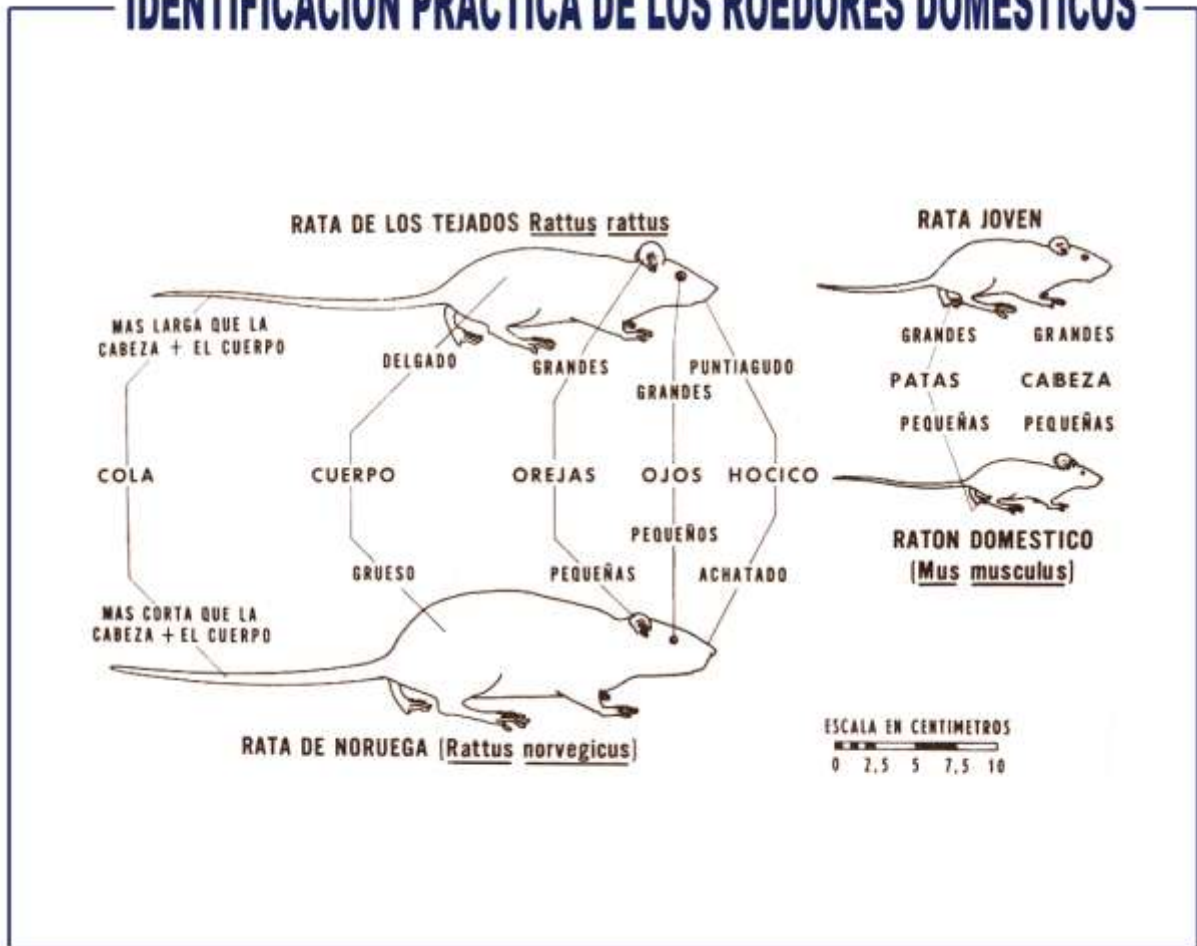 IDENTIFICACIÓN PRÁCTICA DE LOS ROEDORES DOMÉSTICOS
RATA DE LOS TEJADOS Rattus rattus
MAS LARGA QUE LA
CABEZA + EL CUERPO
DELGADO
GRANDES
GRANDES
PUNTIAGUDO
COLA
CUERPO
OREJAS
OJOS
HOCICO
GRUESO
PEQUEÑAS
PEQUEÑOS
ACHATADO
MAS CORTA QUE LA
CABEZA + EL CUERPO
RATA DE NORUEGA (Rattus norvegicus)
RATA JOVEN
GRANDES GRANDES
PATAS CABEZA
PEQUEÑAS PEQUEÑAS
RATON DOMESTICO
(Mus musculus)
ESCALA EN CENTIMETROS
0 2,5 5 7,5 10